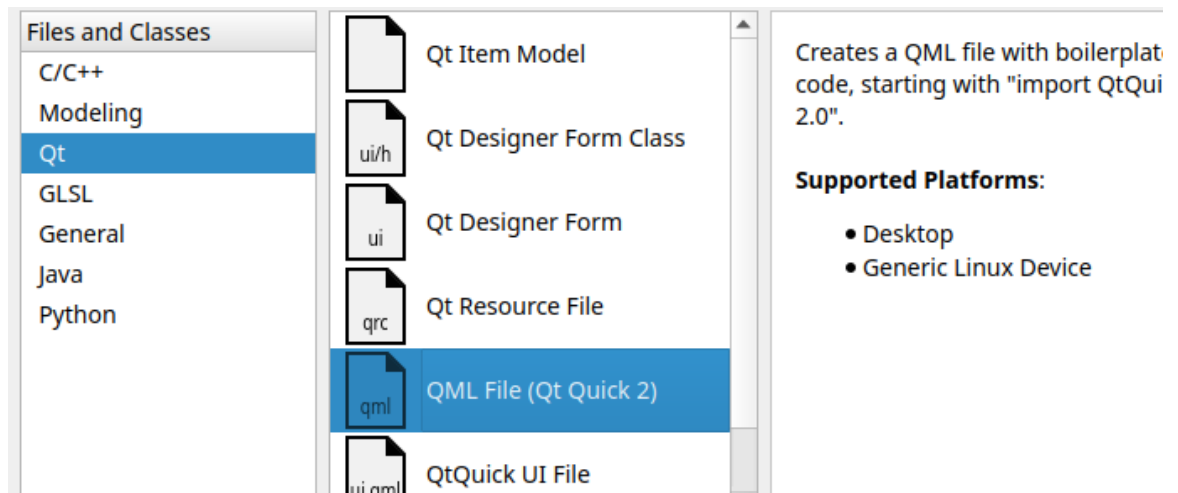 Files and Classes
C/C++
Modeling
Qt
GLSL
General
Java
Python
Qt Item Model
ui/h
Qt Designer Form Class
ui
Qt Designer Form
qrc
Qt Resource File
qml
QML File (Qt Quick 2)
ui.qml
QtQuick UI File
Creates a QML file with boilerplat
code, starting with "import QtQui
2.0".
Supported Platforms:
• Desktop
• Generic Linux Device